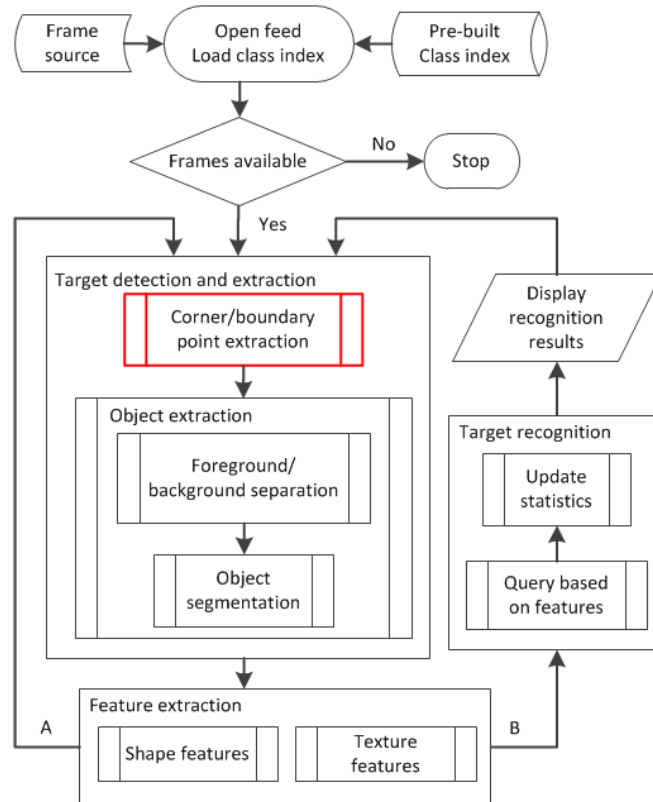 Frame
source
Open feed
Load class index
Pre-built
Class index
Frames available
No
Stop
Yes
Target detection and extraction
Corner/boundary
point extraction
Object extraction
Foreground/
background separation
Object
segmentation
Display
recognition
results
Target recognition
Update
statistics
Query based
on features
A
Feature extraction
B
Shape features
Texture
features